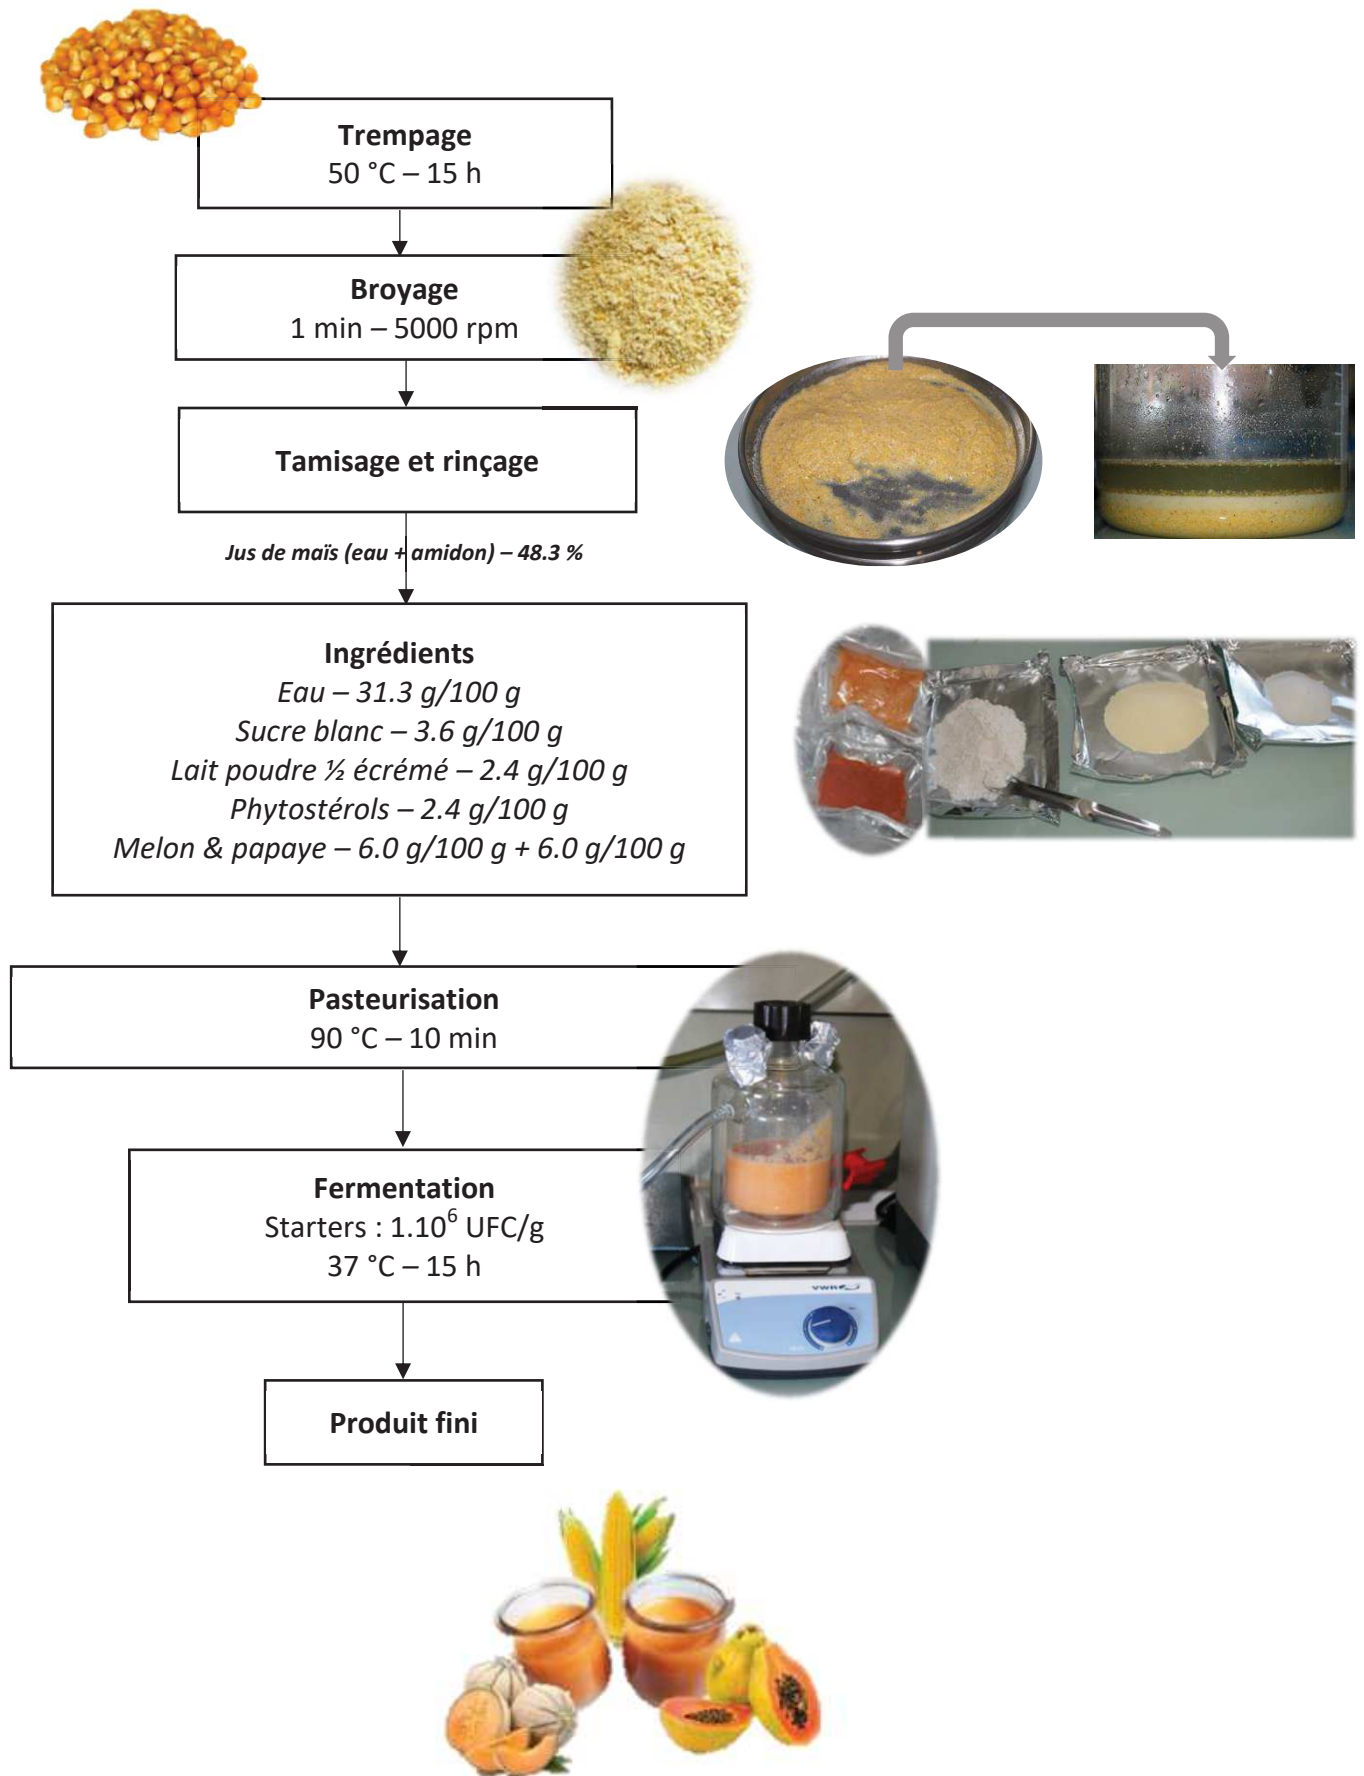 Trempage
50 °C – 15 h
Broyage
1 min – 5000 rpm
Tamisage et rinçage
Jus de maïs (eau + amidon) – 48.3 %
Ingrédients
Eau – 31.3 g/100 g
Sucre blanc – 3.6 g/100 g
Lait poudre ½ écrémé – 2.4 g/100 g
Phytostérols – 2.4 g/100 g
Melon & papaye – 6.0 g/100 g + 6.0 g/100 g
Pasteurisation
90 °C – 10 min
Fermentation
Starters : 1.10⁶ UFC/g
37 °C – 15 h
VWR
Produit fini